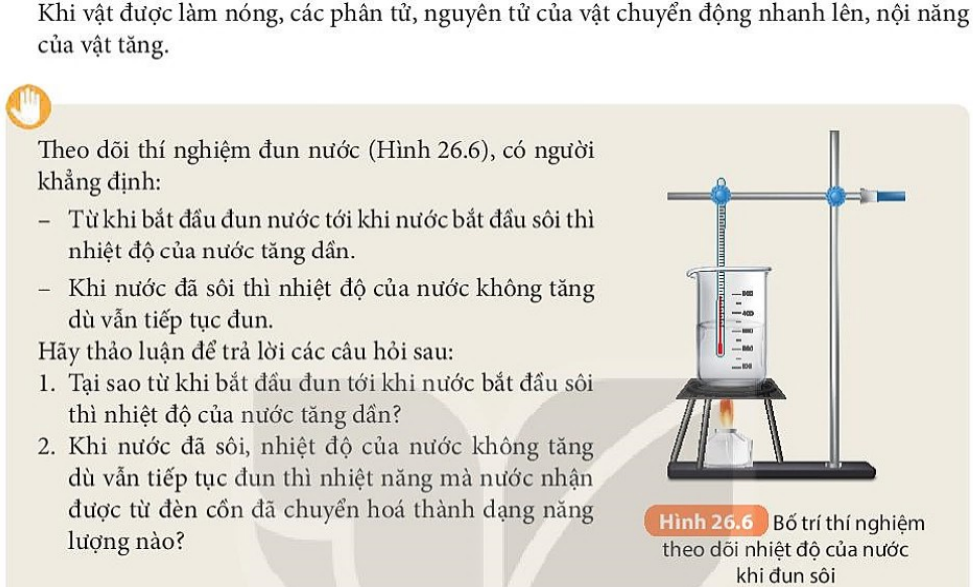 Khi vật được làm nóng, các phân tử, nguyên tử của vật chuyển động nhanh lên, nội năng
của vật tăng.
Theo dõi thí nghiệm đun nước (Hình 26.6), có người
khẳng định:
– Từ khi bắt đầu đun nước tới khi nước bắt đầu sôi thì
nhiệt độ của nước tăng dần.
– Khi nước đã sôi thì nhiệt độ của nước không tăng
dù vẫn tiếp tục đun.
Hãy thảo luận để trả lời các câu hỏi sau:
1. Tại sao từ khi bắt đầu đun tới khi nước bắt đầu sôi
thì nhiệt độ của nước tăng dần?
2. Khi nước đã sôi, nhiệt độ của nước không tăng
dù vẫn tiếp tục đun thì nhiệt năng mà nước nhận
được từ đèn cồn đã chuyển hoá thành dạng năng
lượng nào?
Hình 26.6 Bố trí thí nghiệm
theo dõi nhiệt độ của nước
khi đun sôi